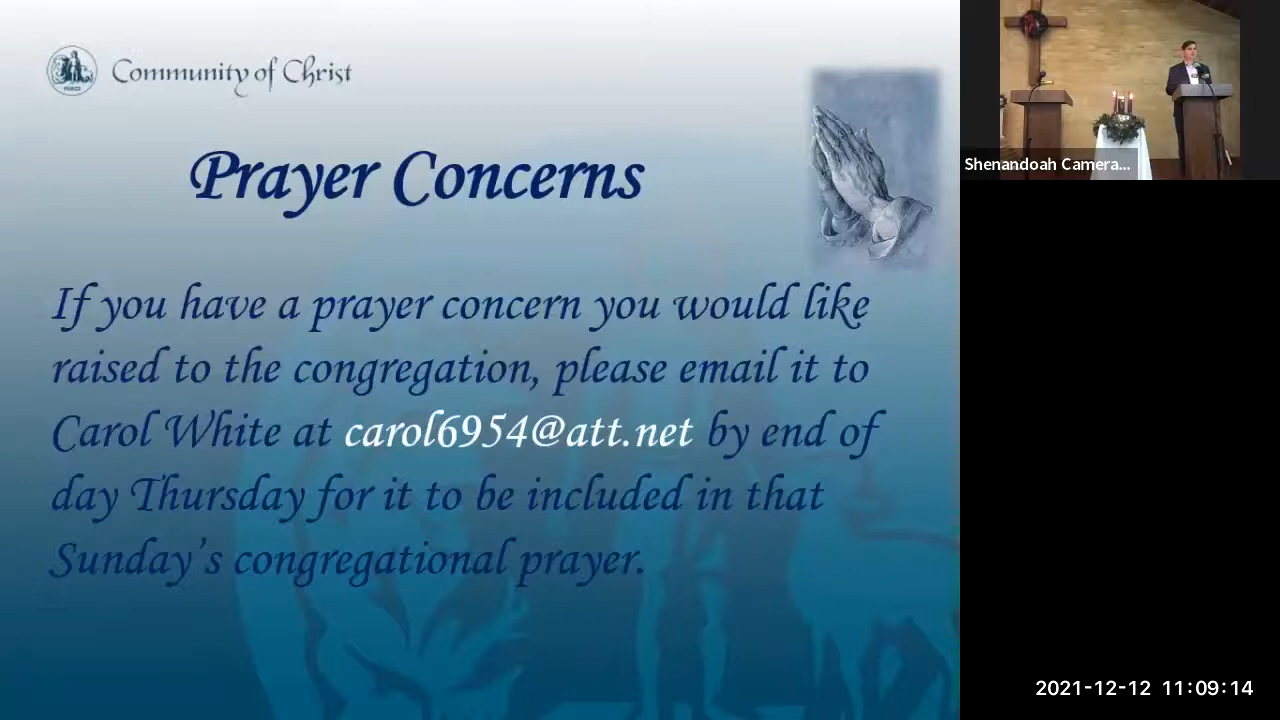 Community of Christ
PEACE
Prayer Concerns
If you have a prayer concern you would like
raised to the congregation, please email it to
Carol White at carol6954@att.net by end of
day Thursday for it to be included in that
Sunday's congregational prayer.
Shenandoah Camera...
2021-12-12 11:09:14